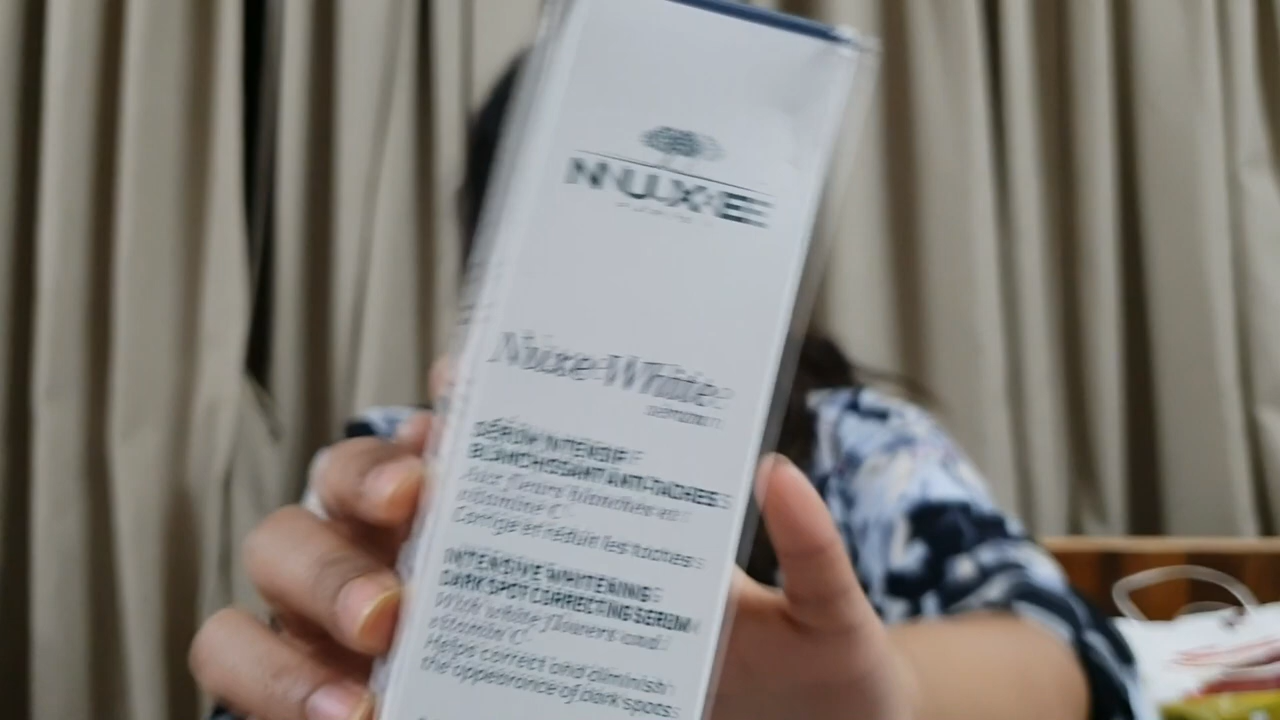 NUXE
PARIS
Nuxe White
serum
SÉRUM INTENSIF
BLANCHISSANT ANTI-TACHES
Aux fleurs blanches et
vitamine C
Corrige et réduit les taches
INTENSIVE WHITENING
DARK SPOT CORRECTING SERUM
With white flowers and
vitamin C
Helps correct and diminish
the appearance of dark spots